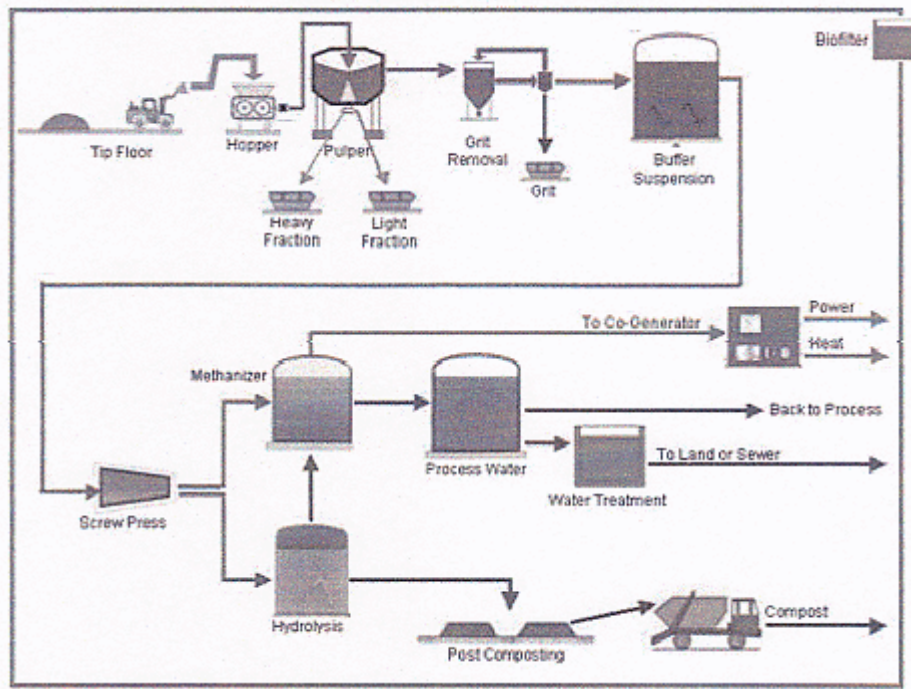 Biofilter
Tip Floor
Hopper
Pulper
Grit
Removal
Grit
Buffer
Suspension
Heavy
Fraction
Light
Fraction
To Co-Generator
Power
Heat
Methanizer
Back to Process
Process Water
To Land or Sewer
Water Treatment
Screw Press
Hydrolysis
Post Composting
Compost